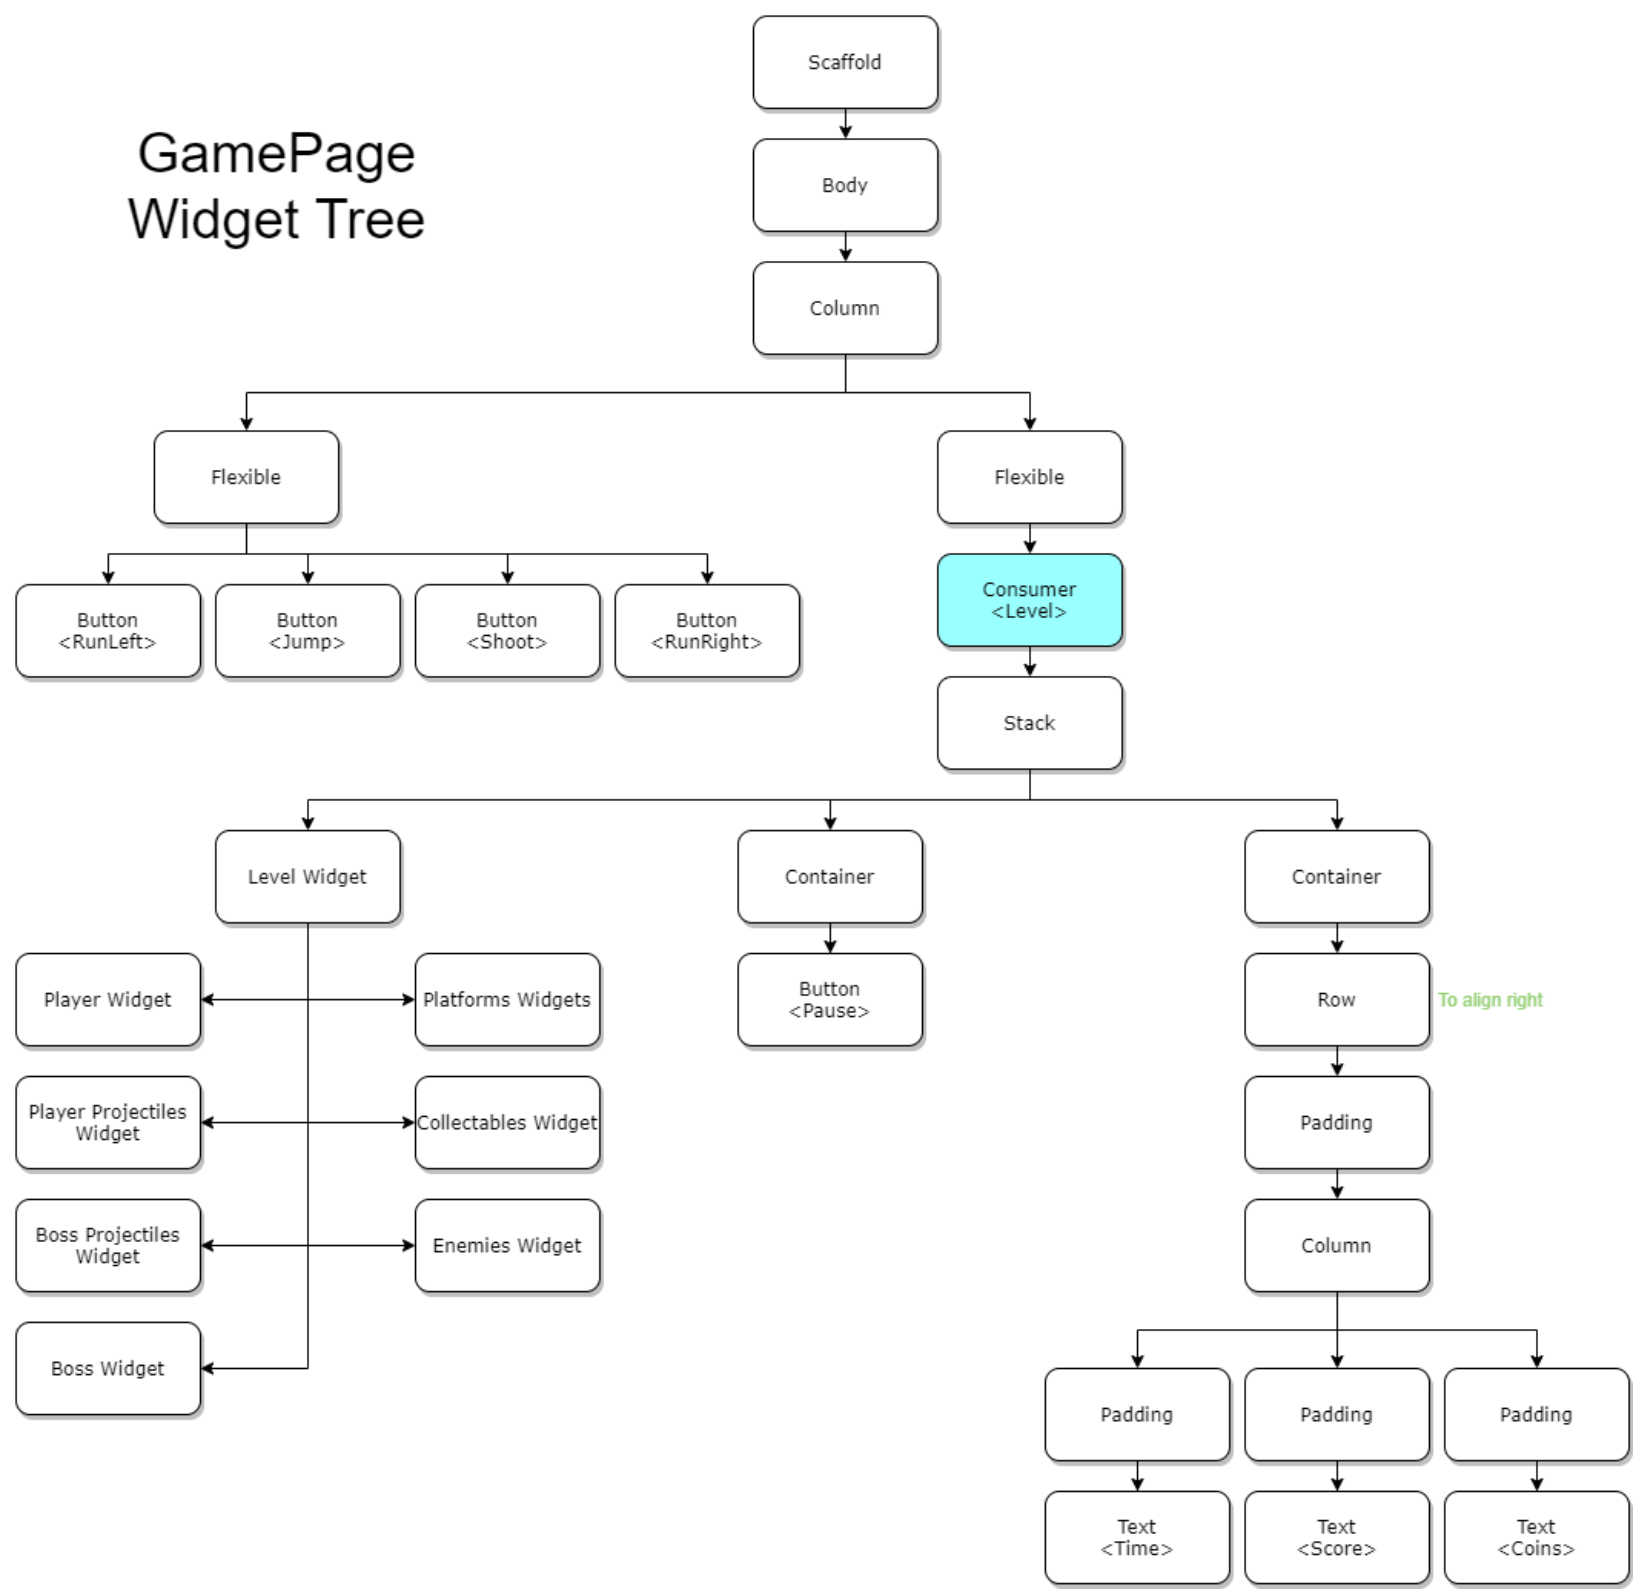 Scaffold
GamePage
Widget Tree
Body
Column
Flexible
Flexible
Button
<RunLeft>
Button
<Jump>
Button
<Shoot>
Button
<RunRight>
Consumer
<Level>
Stack
Level Widget
Container
Container
Player Widget
Platforms Widgets
Button
<Pause>
Row
To align right
Player Projectiles
Widget
Collectables Widget
Padding
Boss Projectiles
Widget
Enemies Widget
Column
Boss Widget
Padding
Padding
Padding
Text
<Time>
Text
<Score>
Text
<Coins>